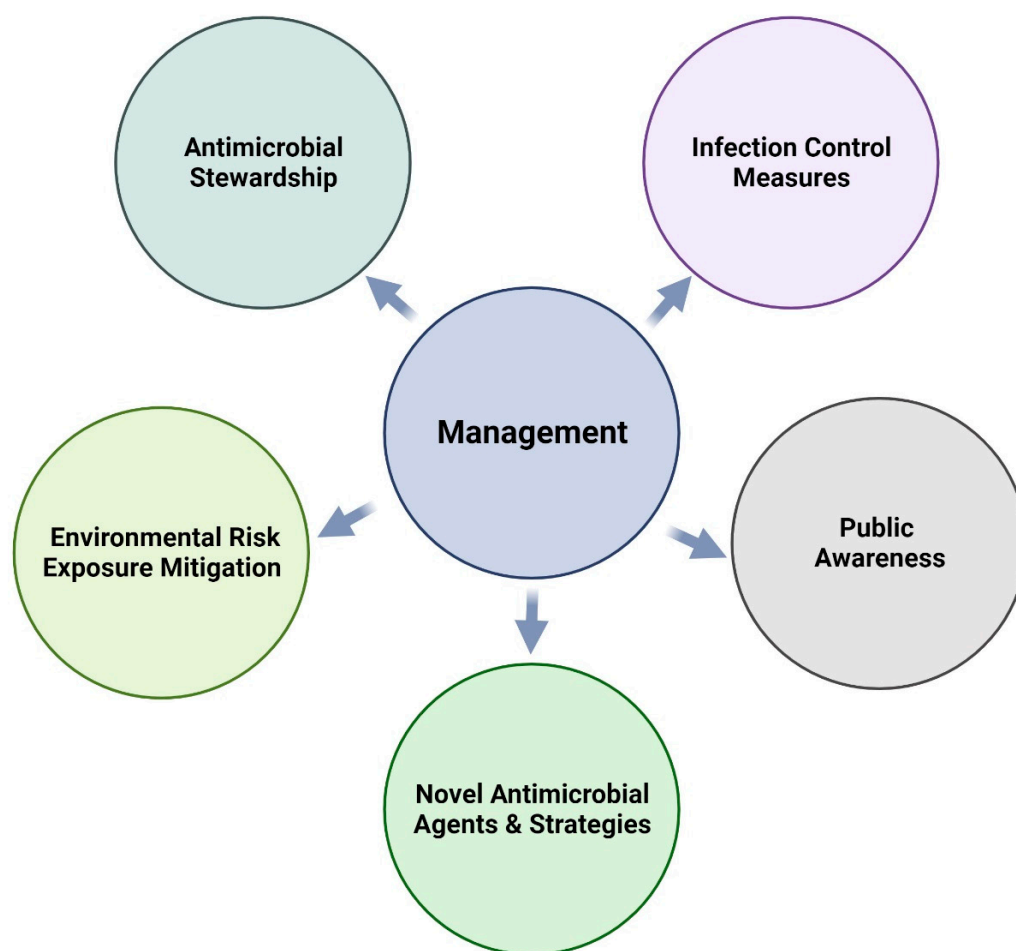 Antimicrobial
Stewardship
Infection Control
Measures
Management
Environmental Risk
Exposure Mitigation
Public
Awareness
Novel Antimicrobial
Agents & Strategies